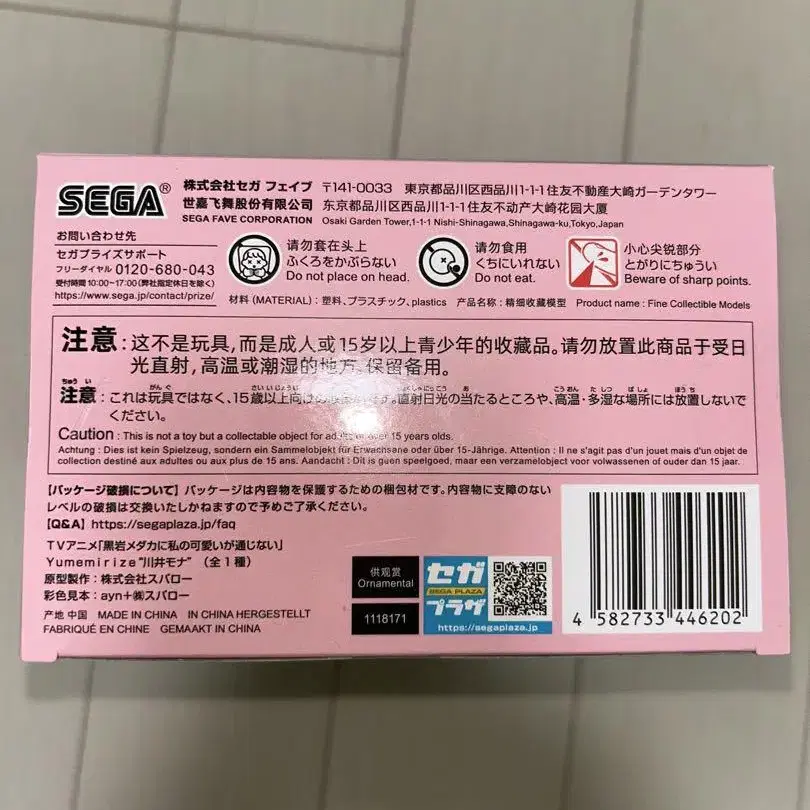 SEGA®
株式会社セガ フェイブ 〒141-0033 東京都品川区西品川1-1-1住友不動産大崎ガーデンタワー
世嘉飞舞股份有限公司 东京都品川区西品川1-1-1住友不动产大崎花园大厦
SEGA FAVE CORPORATION Osaki Garden Tower,1-1-1 Nishi-Shinagawa,Shinagawa-ku,Tokyo,Japan
お問い合わせ先
セガプライズサポート
フリーダイヤル 0120-680-043
受付時間 10:00~17:00(弊社指定休日を除く)
https://www.sega.jp/contact/prize/
请勿套在头上
ふくろをかぶらない
Do not place on head.
请勿食用
くちにいれない
Do not eat.
小心尖锐部分
とがりにちゅうい
Beware of sharp points.
材料(MATERIAL):塑料、プラスチック、plastics 产品名称:精细收藏模型 Product name : Fine Collectible Models
注意:这不是玩具,而是成人或15岁以上青少年的收藏品。请勿放置此商品于受日
光直射,高温或潮湿的地方。保留备用。
注意:これは玩具ではなく、15歳以上向けの です。直射日光の当たるところや、高温・多湿な場所には放置しないで
ください。
Caution : This is not a toy but a collectable object for adults or over 15 years olds.
Achtung : Dies ist kein Spielzeug, sondern ein Sammelobjekt für Erwachsene oder über 15-Jährige. Attention : Il ne s'agit pas d'un jouet mais d'un objet de
collection destiné aux adultes ou aux plus de 15 ans. Aandacht : Dit is geen speelgoed, maar een verzamelobject voor volwassenen of ouder dan 15 jaar.
【パッケージ破損について】パッケージは内容物を保護するための梱包材です。内容物に支障のない
レベルの破損は交換いたしかねますので予めご了承ください。
【Q&A】https://segaplaza.jp/faq
TVアニメ「黒岩メダカに私の可愛いが通じない」
Yumemirize“川井モナ”(全1種)
原型製作:株式会社スパロー
彩色見本:ayn+㈱スパロー
产地 中国 MADE IN CHINA IN CHINA HERGESTELLT
FABRIQUÉ EN CHINE GEMAAKT IN CHINA
供观赏
Ornamental
1118171
セガ
SEGA PLAZA
プラザ
https://segaplaza.jp
4 582733 446202